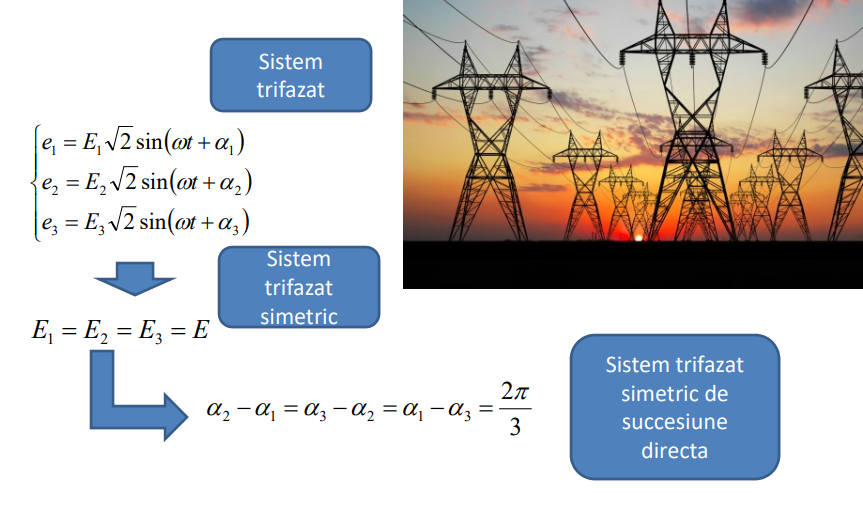 Sistem
trifazat
e₁ = E₁√2 sin(ωt + α₁)
e₂ = E₂√2 sin(ωt + α₂)
e₃ = E₃√2 sin(ωt + α₃)
Sistem
trifazat
simetric
E₁ = E₂ = E₃ = E
α₂ − α₁ = α₃ − α₂ = α₁ − α₃ = 2π/3
Sistem trifazat
simetric de
succesiune
directa